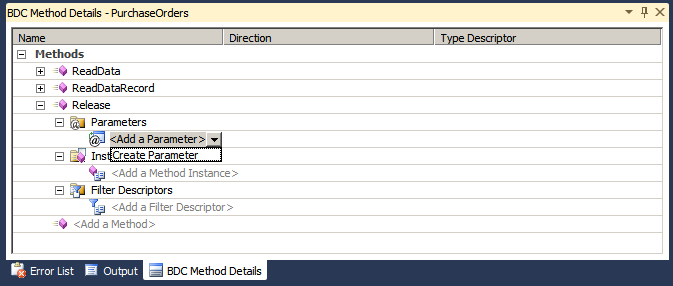 BDC Method Details - PurchaseOrders
Name Direction Type Descriptor
Methods
ReadData
ReadDataRecord
Release
Parameters
<Add a Parameter>
Inst
Create Parameter
<Add a Method Instance>
Filter Descriptors
<Add a Filter Descriptor>
<Add a Method>
Error List Output BDC Method Details